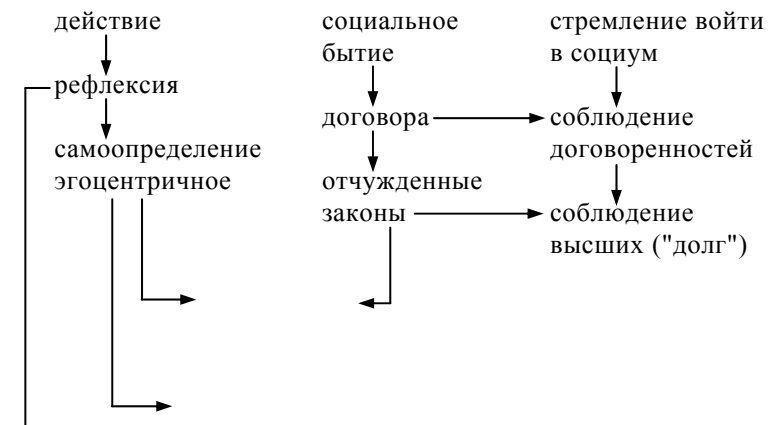 действие
рефлексия
самоопределение
эгоцентричное
социальное
бытие
договора
отчужденные
законы
стремление войти
в социум
соблюдение
договоренностей
соблюдение
высших ("долг")